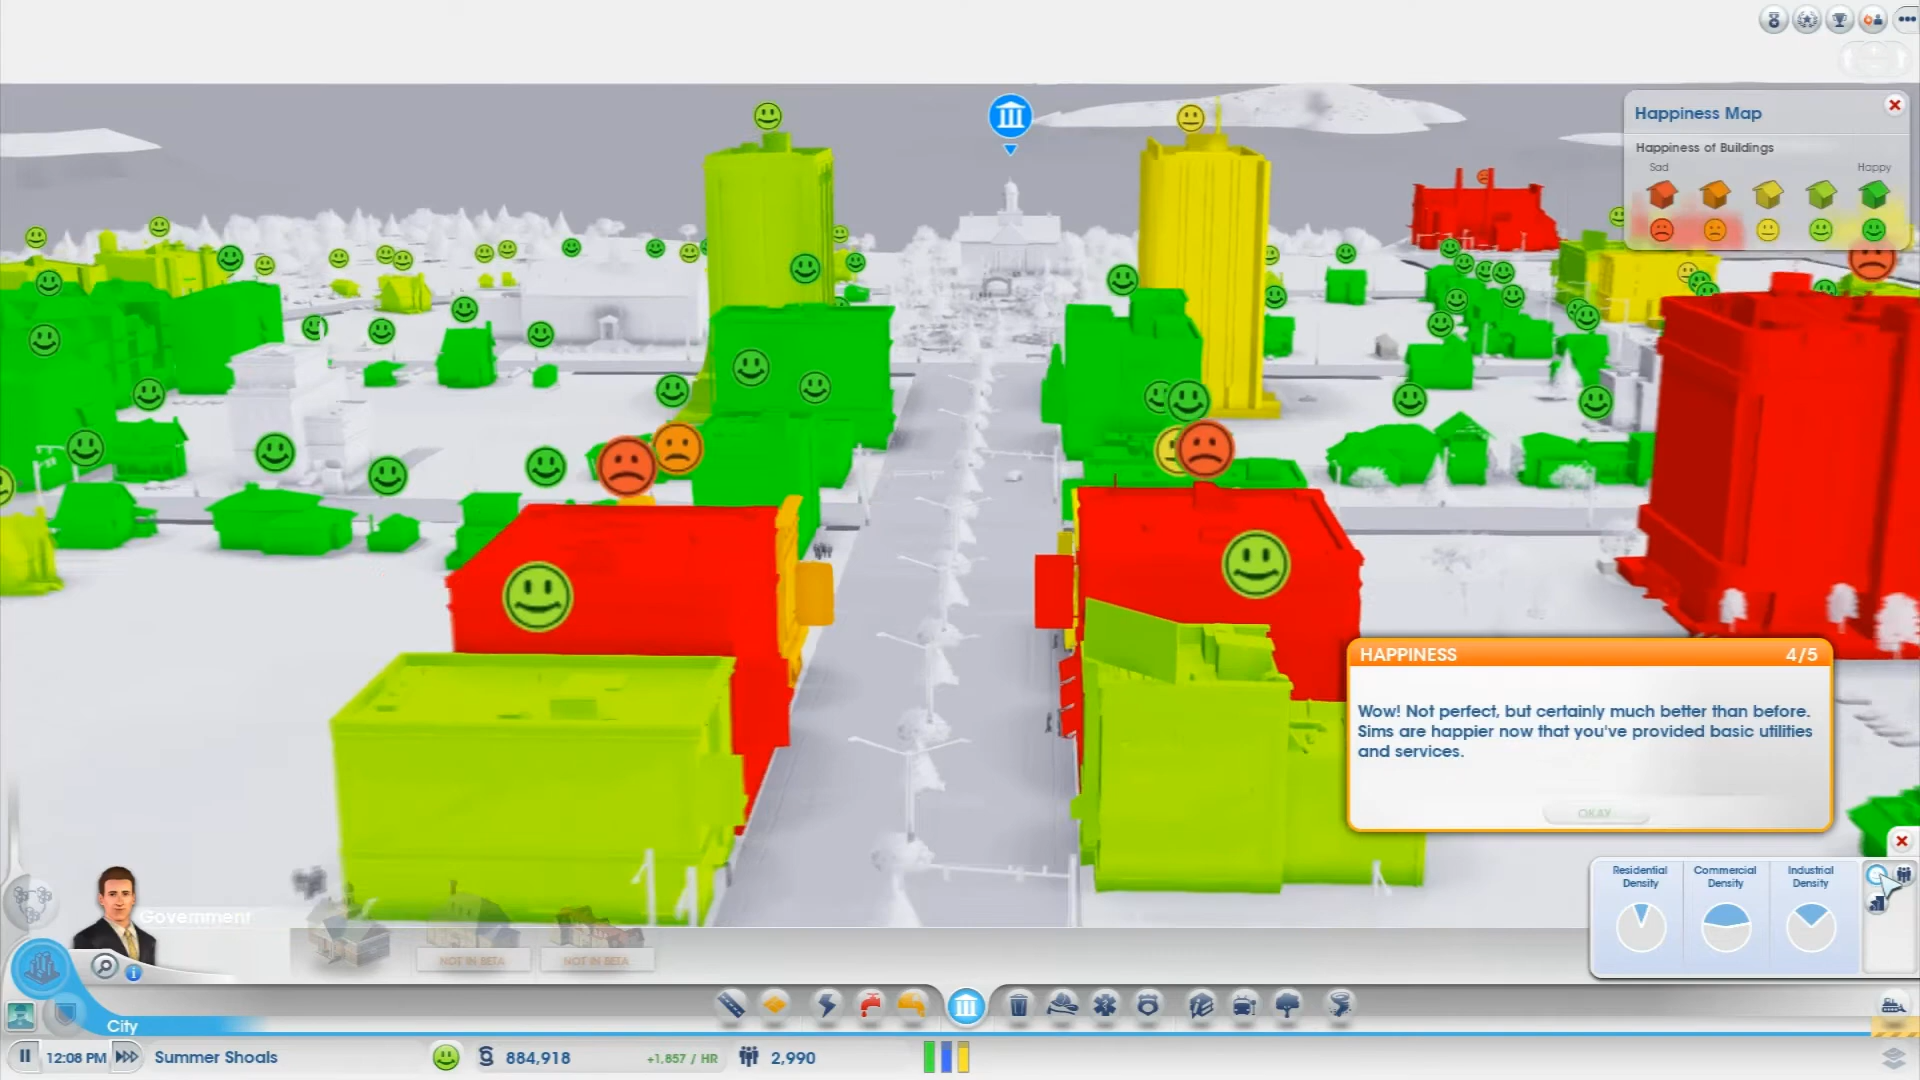 Happiness Map
Happiness of Buildings
Sad
Happy
HAPPINESS
4/5
Wow! Not perfect, but certainly much better than before.
Sims are happier now that you've provided basic utilities
and services.
OKAY
Residential
Density
Commercial
Density
Industrial
Density
Government
NOT IN BETA
NOT IN BETA
City
12:08 PM
Summer Shoals
884,918
+1,857 / HR
2,990